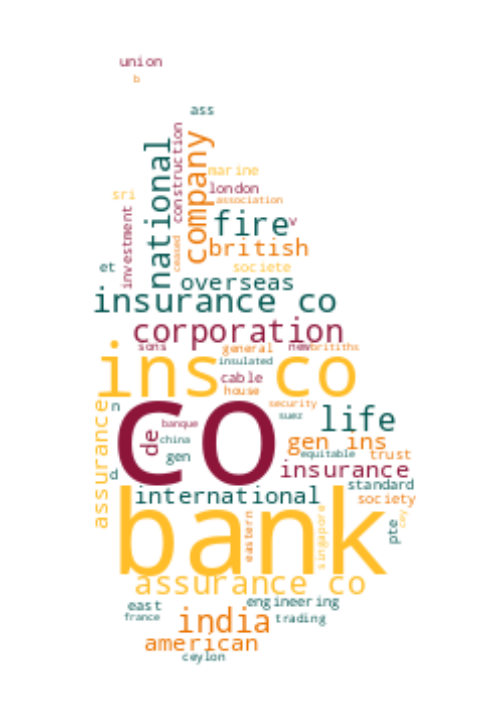 union
b
ass
national
construction
company
marine
sri
london
association
investment
fire
v
british
ceased
et
societe
overseas
insurance co
corporation
sons
general
new
britiths
insulated
ins co
cable
house
security
assurance
n
co
de
banque
suez
life
china
gen
gen ins
equitable
trust
insurance
d
standard
international
society
bank
eastern
singapore
cey
pte
assurance co
east
engineering
france
india
trading
american
ceylon